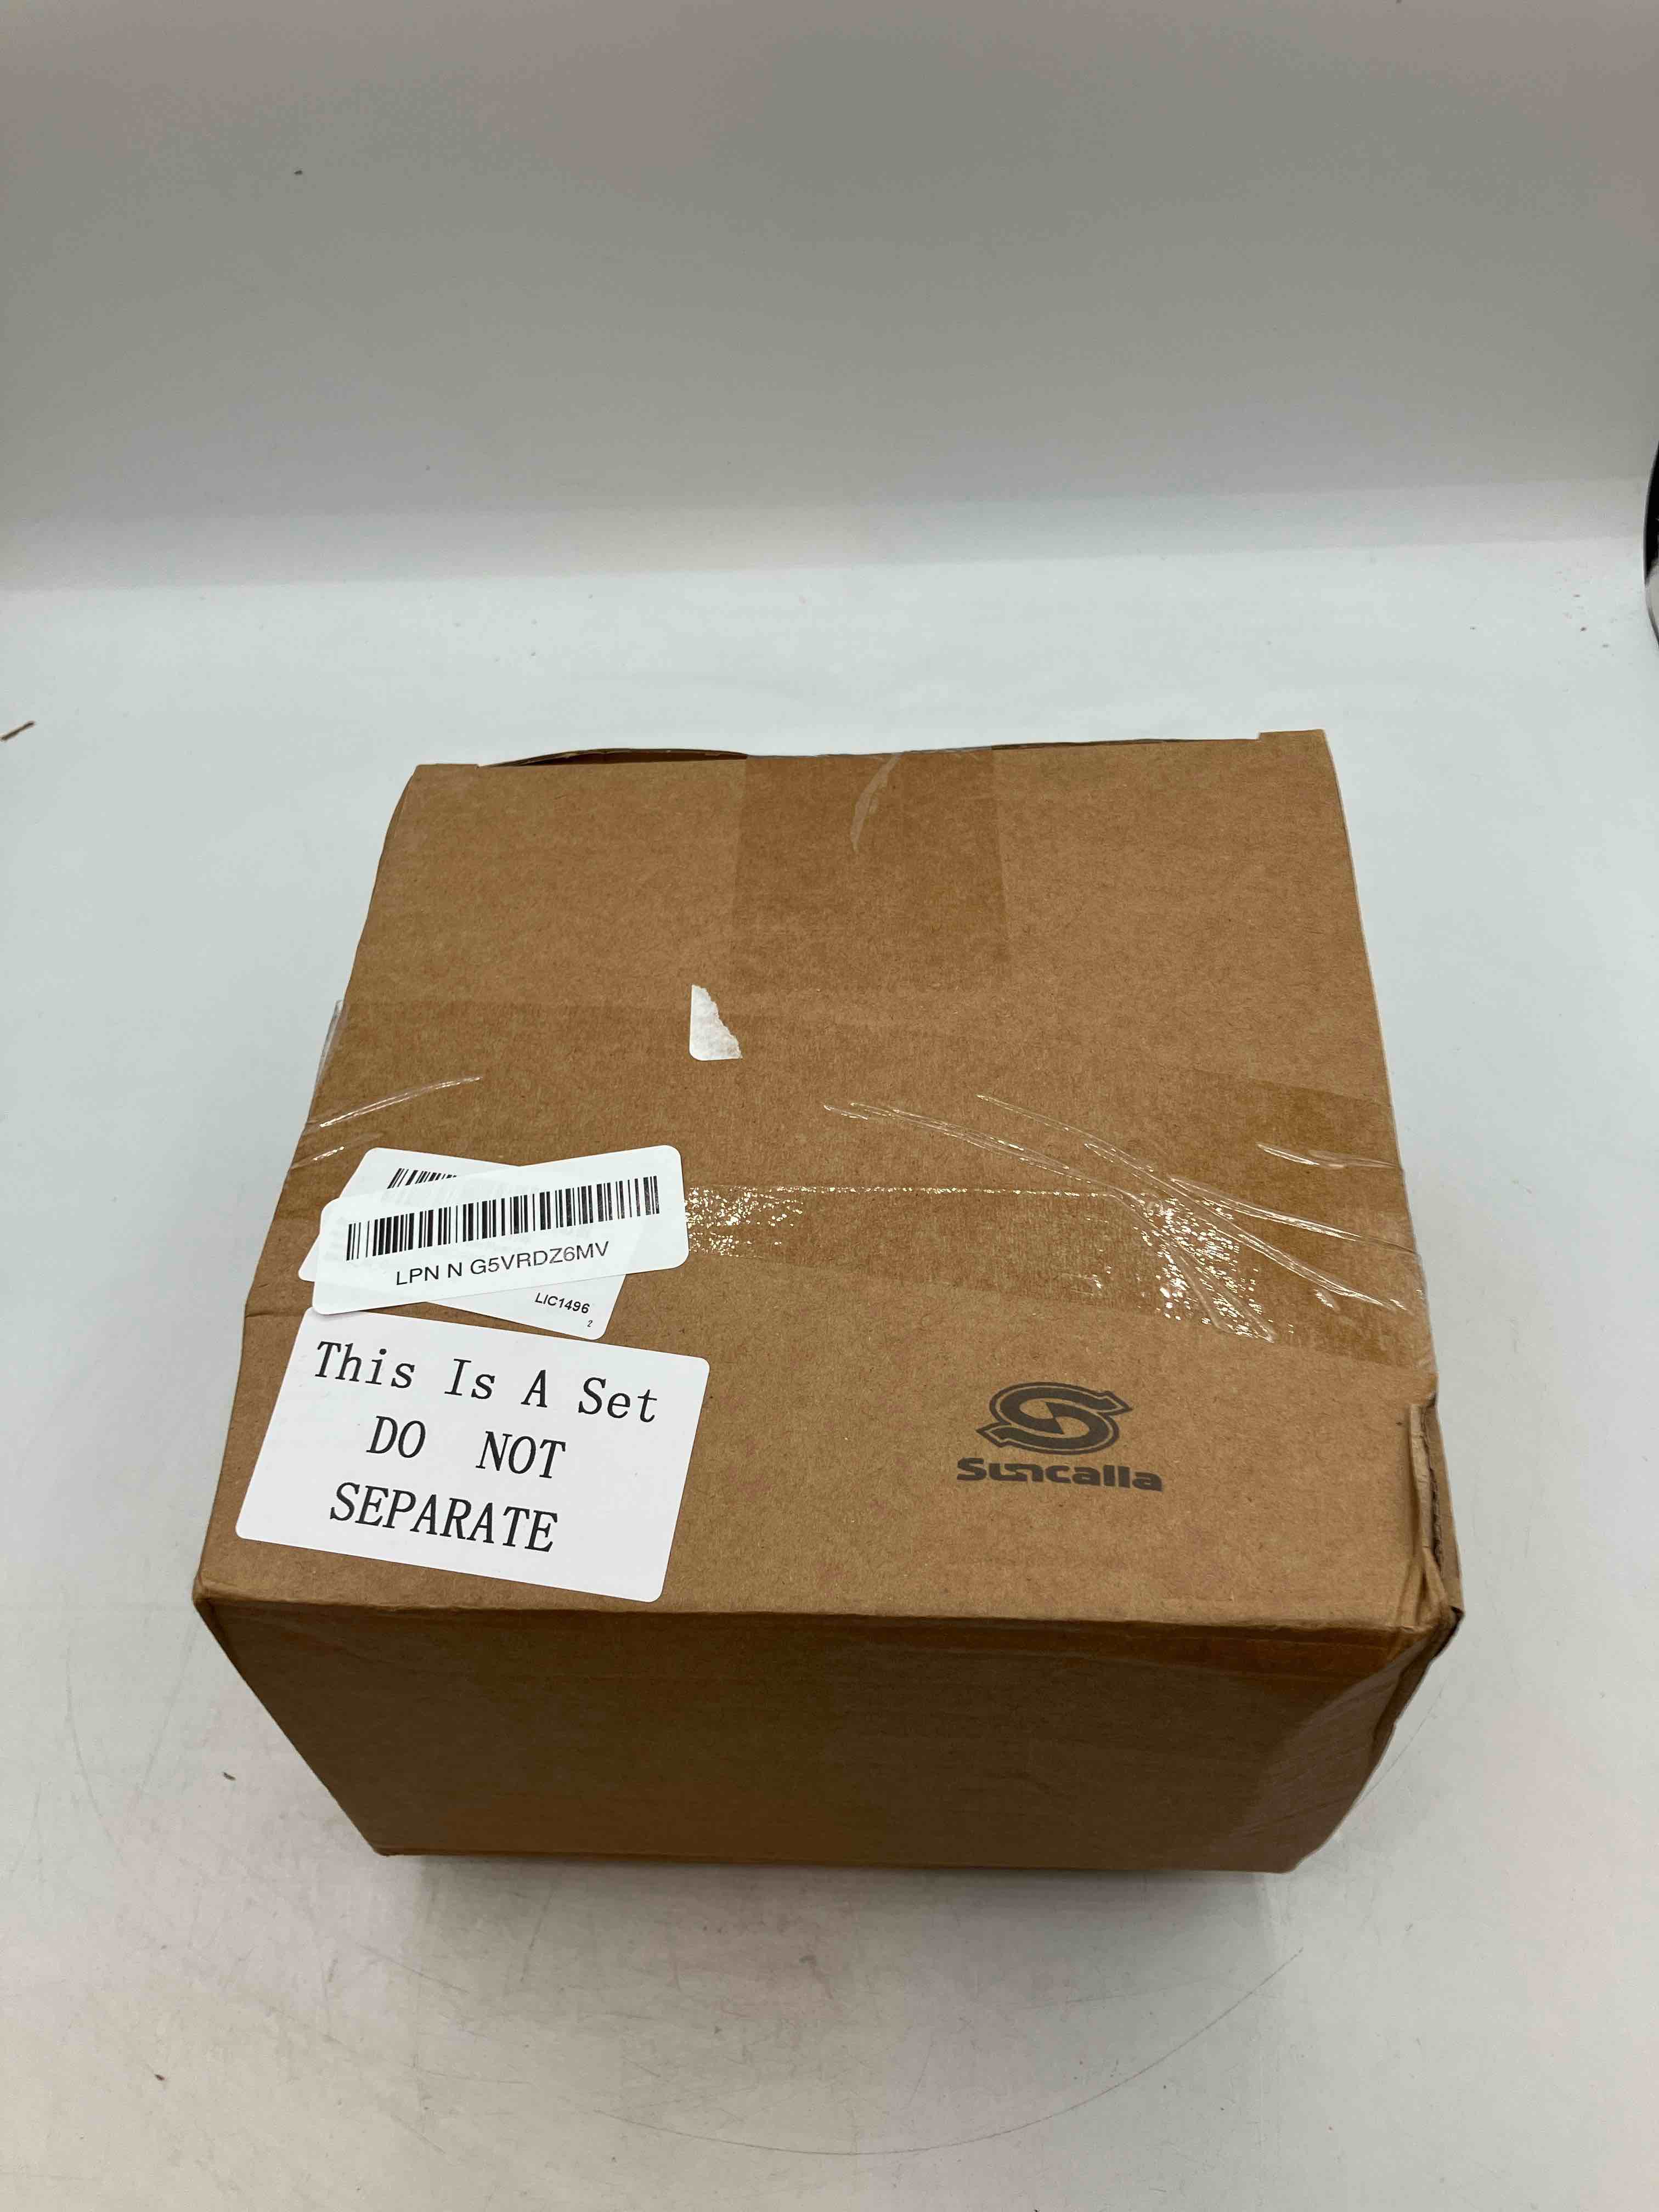 LPN N G5VRDZ6MV
LIC1496
2
This Is A Set
DO NOT
SEPARATE
Suncalla